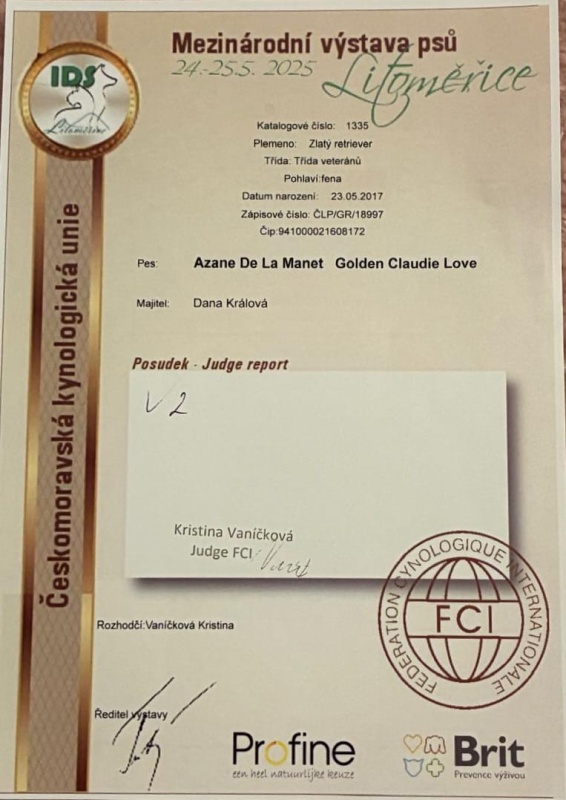 Mezinárodní výstava psů
24.-25.5. 2025 Litoměřice
IDS
Litoměřice
Českomoravská kynologická unie
Katalogové číslo: 1335
Plemeno: Zlatý retriever
Třída: Třída veteránů
Pohlaví:fena
Datum narození: 23.05.2017
Zápisové číslo: ČLP/GR/18997
Čip:941000021608172
Pes: Azane De La Manet Golden Claudie Love
Majitel: Dana Králová
Posudek - Judge report
V 2
Kristina Vaníčková
Judge FCI
FEDERATION CYNOLOGIQUE INTERNATIONALE
FCI
Rozhodčí:Vaníčková Kristina
Ředitel výstavy
Profine
een heel natuurlijke keuze
Brit
Prevence výživou